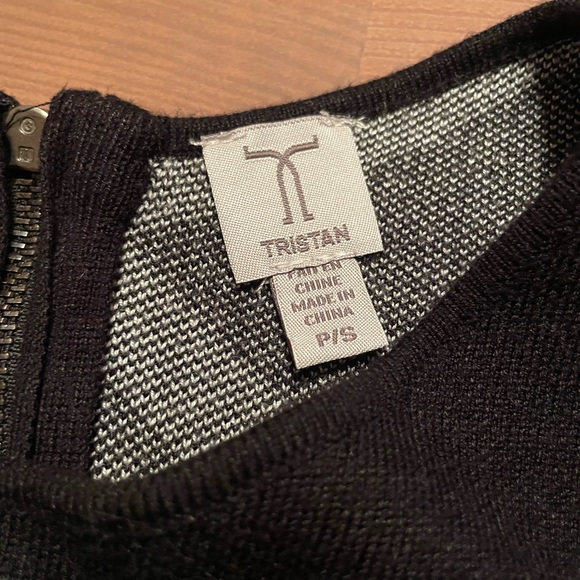 TRISTAN
FAIT EN
CHINE
MADE IN
CHINA
P/S